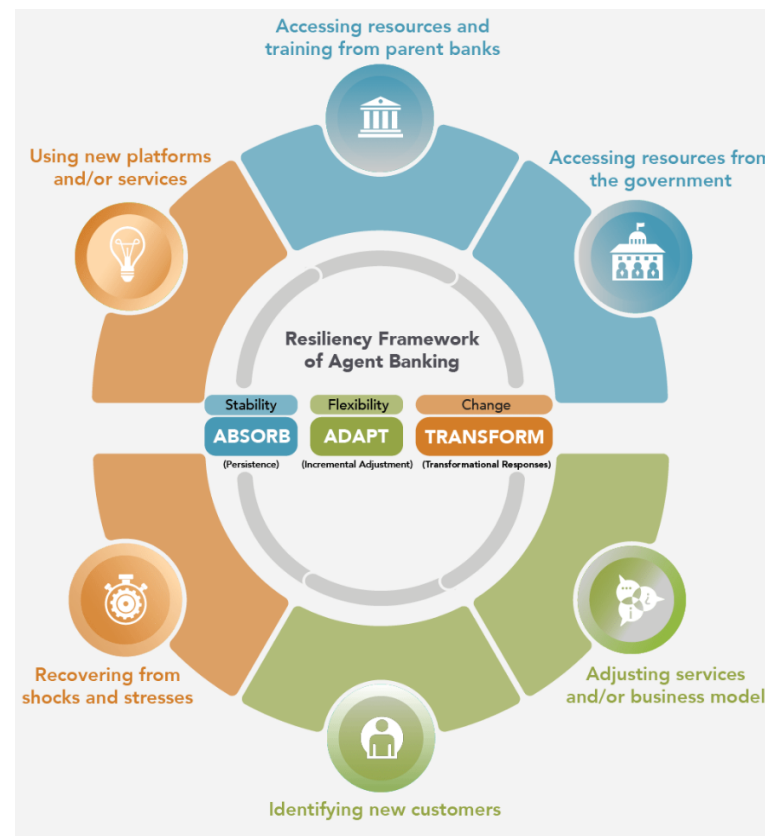 Accessing resources and
training from parent banks
Using new platforms
and/or services
Accessing resources from
the government
Resiliency Framework
of Agent Banking
Stability
Flexibility
Change
ABSORB
ADAPT
TRANSFORM
(Persistence)
(Incremental Adjustment)
(Transformational Responses)
Recovering from
shocks and stresses
Adjusting services
and/or business model
Identifying new customers